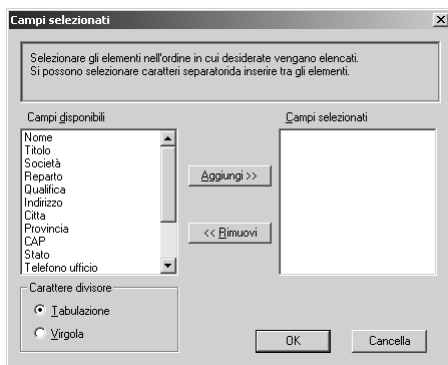 Campi selezionati
Selezionare gli elementi nell'ordine in cui desiderate vengano elencati.
Si possono selezionare caratteri separatorida inserire tra gli elementi.
Campi disponibili
Campi selezionati
Nome
Titolo
Società
Reparto
Qualifica
Indirizzo
Citta
Provincia
CAP
Stato
Telefono ufficio
Aggiungi >>
<< Rimuovi
Carattere divisore
Tabulazione
Virgola
OK
Cancella